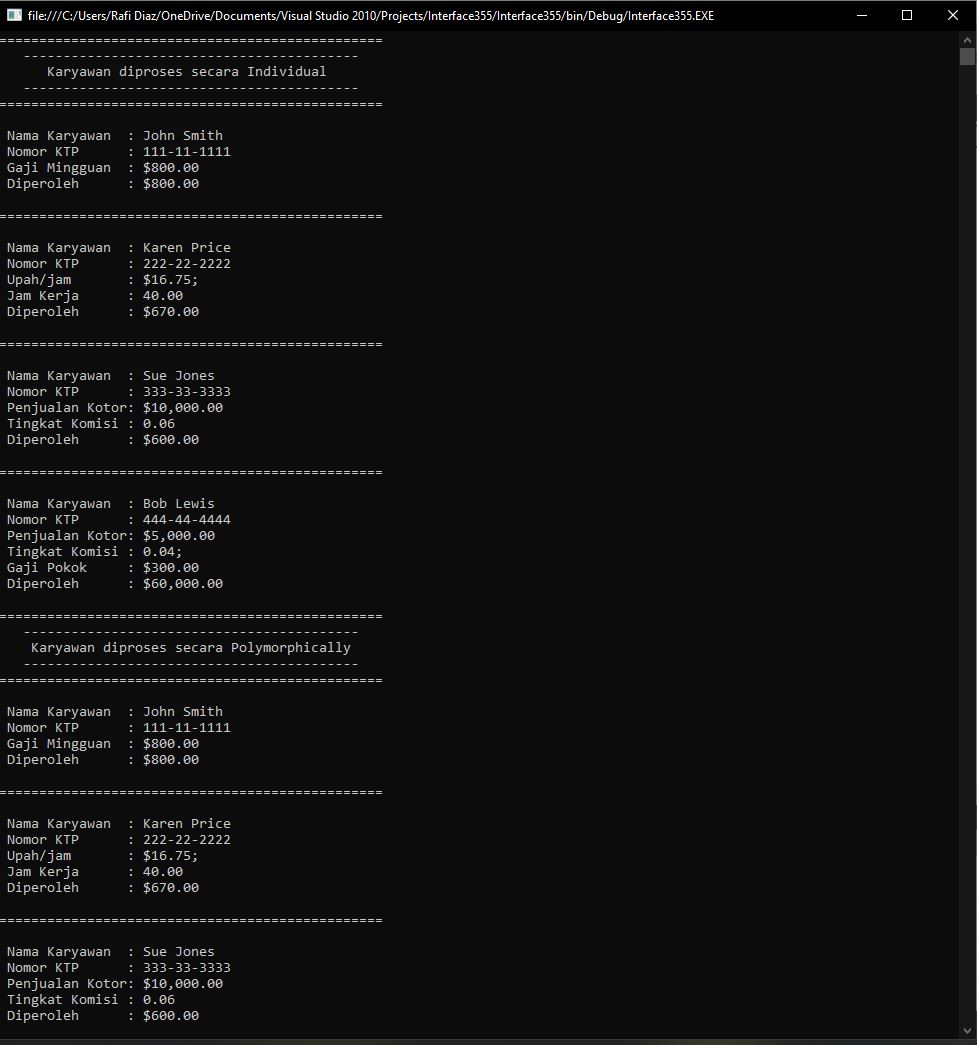 file:///C:/Users/Rafi Diaz/OneDrive/Documents/Visual Studio 2010/Projects/Interface355/Interface355/bin/Debug/Interface355.EXE
================================================
------------------------------------------
Karyawan diproses secara Individual
------------------------------------------
================================================
Nama Karyawan  : John Smith
Nomor KTP      : 111-11-1111
Gaji Mingguan  : $800.00
Diperoleh      : $800.00
================================================
Nama Karyawan  : Karen Price
Nomor KTP      : 222-22-2222
Upah/jam       : $16.75;
Jam Kerja      : 40.00
Diperoleh      : $670.00
================================================
Nama Karyawan  : Sue Jones
Nomor KTP      : 333-33-3333
Penjualan Kotor: $10,000.00
Tingkat Komisi : 0.06
Diperoleh      : $600.00
================================================
Nama Karyawan  : Bob Lewis
Nomor KTP      : 444-44-4444
Penjualan Kotor: $5,000.00
Tingkat Komisi : 0.04;
Gaji Pokok     : $300.00
Diperoleh      : $60,000.00
================================================
------------------------------------------
Karyawan diproses secara Polymorphically
------------------------------------------
================================================
Nama Karyawan  : John Smith
Nomor KTP      : 111-11-1111
Gaji Mingguan  : $800.00
Diperoleh      : $800.00
================================================
Nama Karyawan  : Karen Price
Nomor KTP      : 222-22-2222
Upah/jam       : $16.75;
Jam Kerja      : 40.00
Diperoleh      : $670.00
================================================
Nama Karyawan  : Sue Jones
Nomor KTP      : 333-33-3333
Penjualan Kotor: $10,000.00
Tingkat Komisi : 0.06
Diperoleh      : $600.00